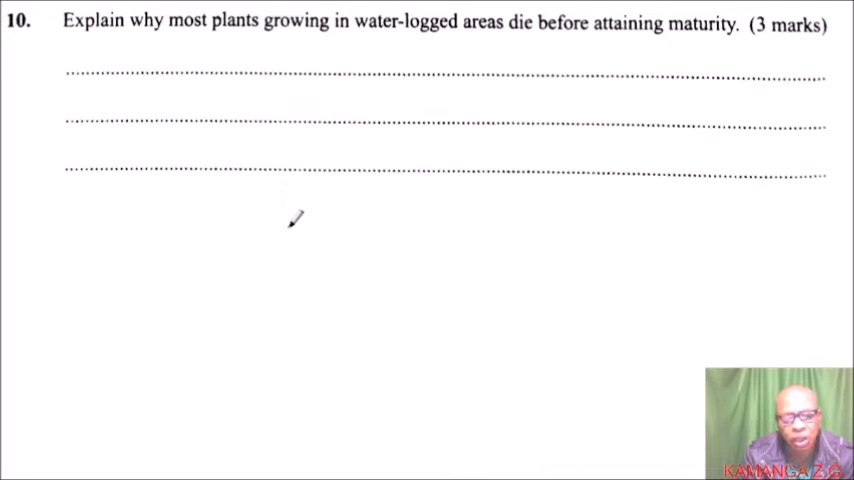 10. Explain why most plants growing in water-logged areas die before attaining maturity. (3 marks)
KAMANGA Z.G.